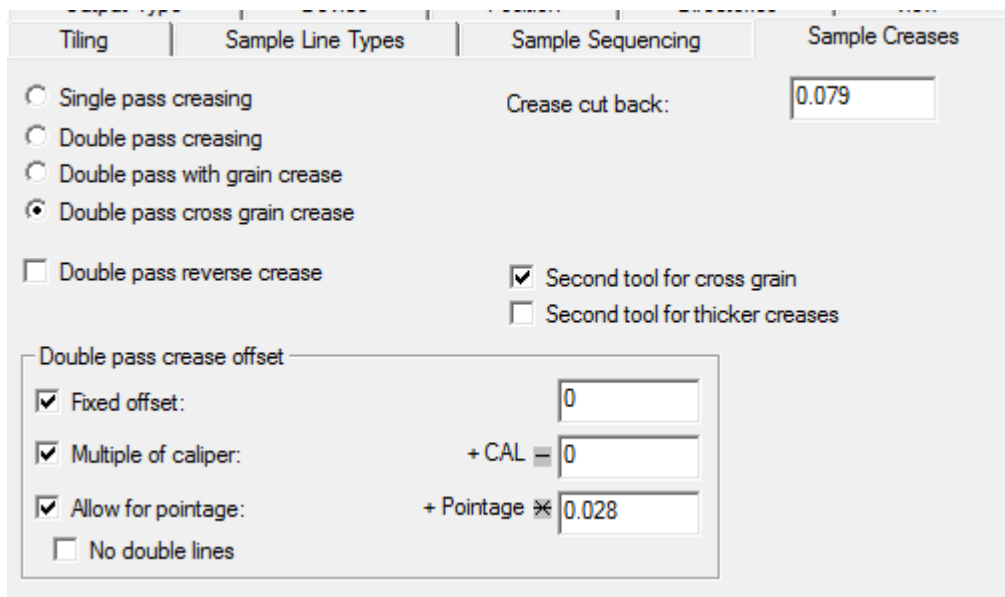 Tiling Sample Line Types Sample Sequencing Sample Creases
Single pass creasing
Crease cut back: 0.079
Double pass creasing
Double pass with grain crease
Double pass cross grain crease
Double pass reverse crease
Second tool for cross grain
Second tool for thicker creases
Double pass crease offset
Fixed offset: 0
Multiple of caliper: + CAL 0
Allow for pointage: + Pointage * 0.028
No double lines